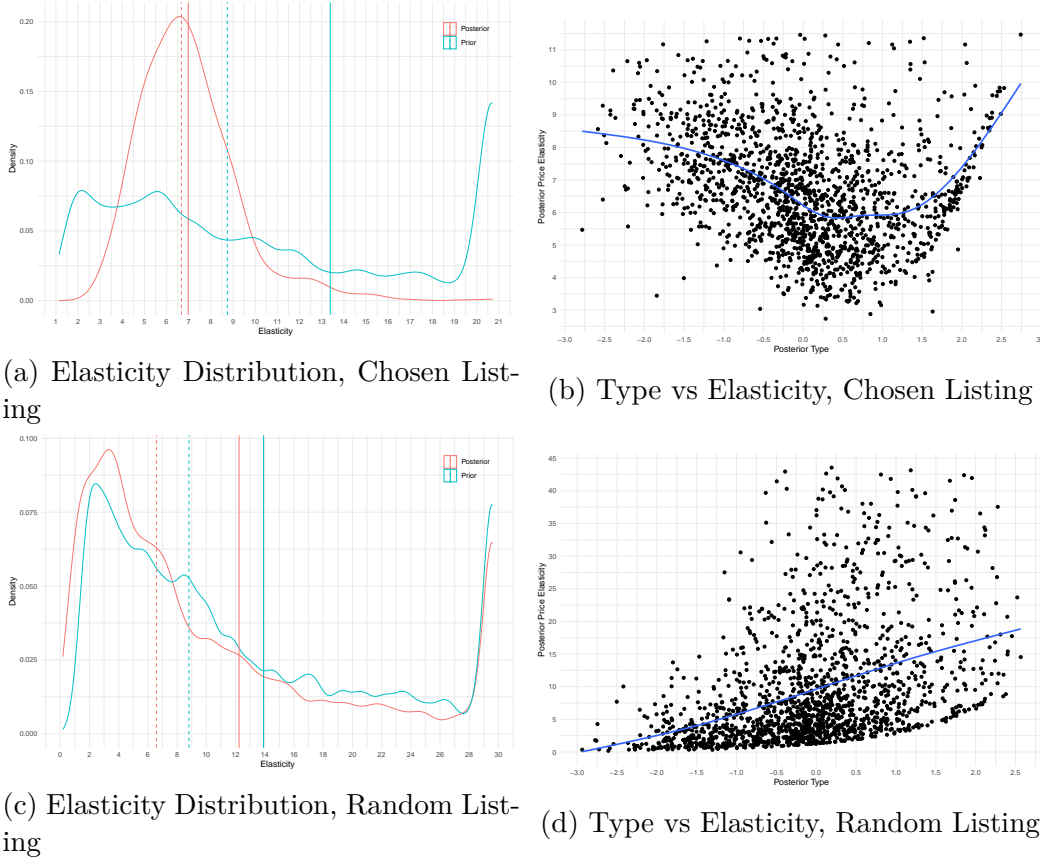 0.20
0.15
0.10
0.05
0.00
Density
1 2 3 4 5 6 7 8 9 10 11 12 13 14 15 16 17 18 19 20 21
Elasticity
Posterior
Prior
11
10
9
8
7
6
5
4
3
Posterior Price Elasticity
−3.0 −2.5 −2.0 −1.5 −1.0 −0.5 0.0 0.5 1.0 1.5 2.0 2.5
Posterior Type
(a) Elasticity Distribution, Chosen List-
ing
(b) Type vs Elasticity, Chosen Listing
0.100
0.075
0.050
0.025
0.000
Density
0 2 4 6 8 10 12 14 16 18 20 22 24 26 28 30
Elasticity
Posterior
Prior
45
40
35
30
25
20
15
10
5
0
Posterior Price Elasticity
−3.0 −2.5 −2.0 −1.5 −1.0 −0.5 0.0 0.5 1.0 1.5 2.0 2.5
Posterior Type
(c) Elasticity Distribution, Random List-
ing
(d) Type vs Elasticity, Random Listing